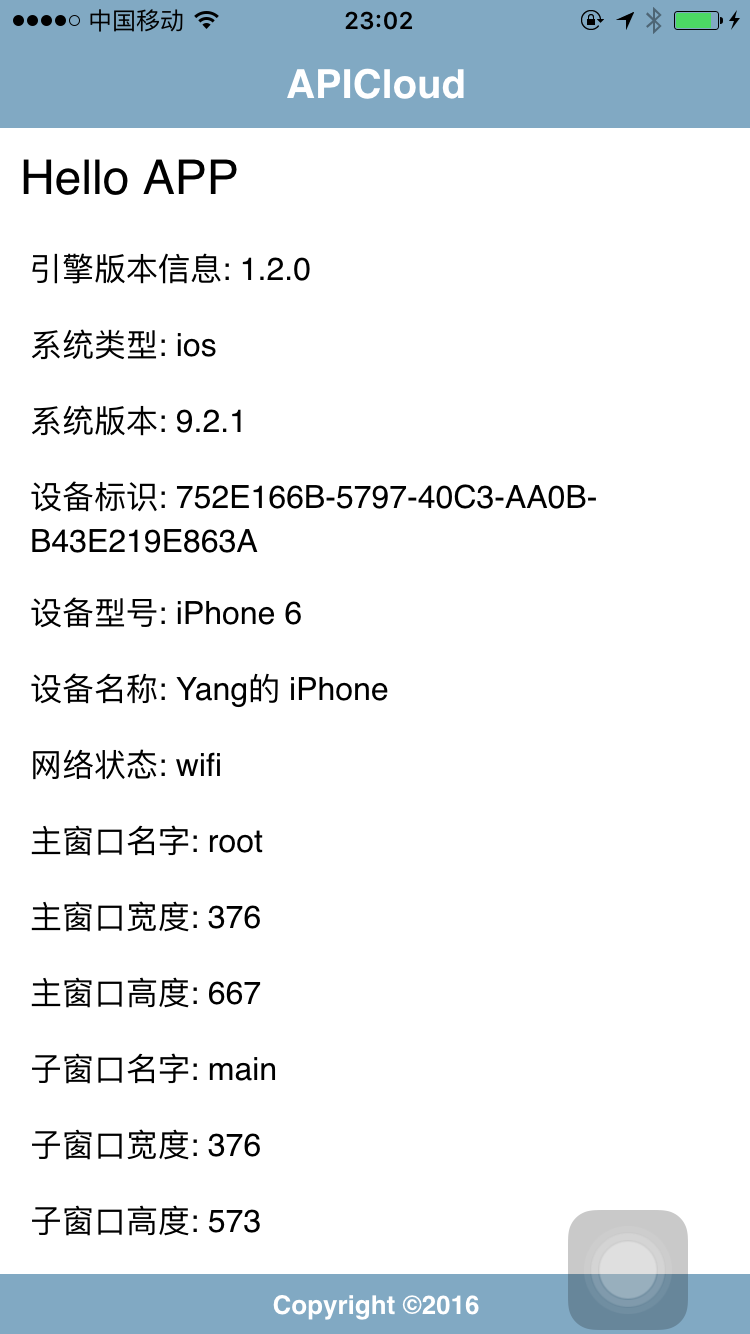 中国移动 23:02
APICloud
Hello APP
引擎版本信息: 1.2.0
系统类型: ios
系统版本: 9.2.1
设备标识: 752E166B-5797-40C3-AA0B-
B43E219E863A
设备型号: iPhone 6
设备名称: Yang的 iPhone
网络状态: wifi
主窗口名字: root
主窗口宽度: 376
主窗口高度: 667
子窗口名字: main
子窗口宽度: 376
子窗口高度: 573
Copyright ©2016